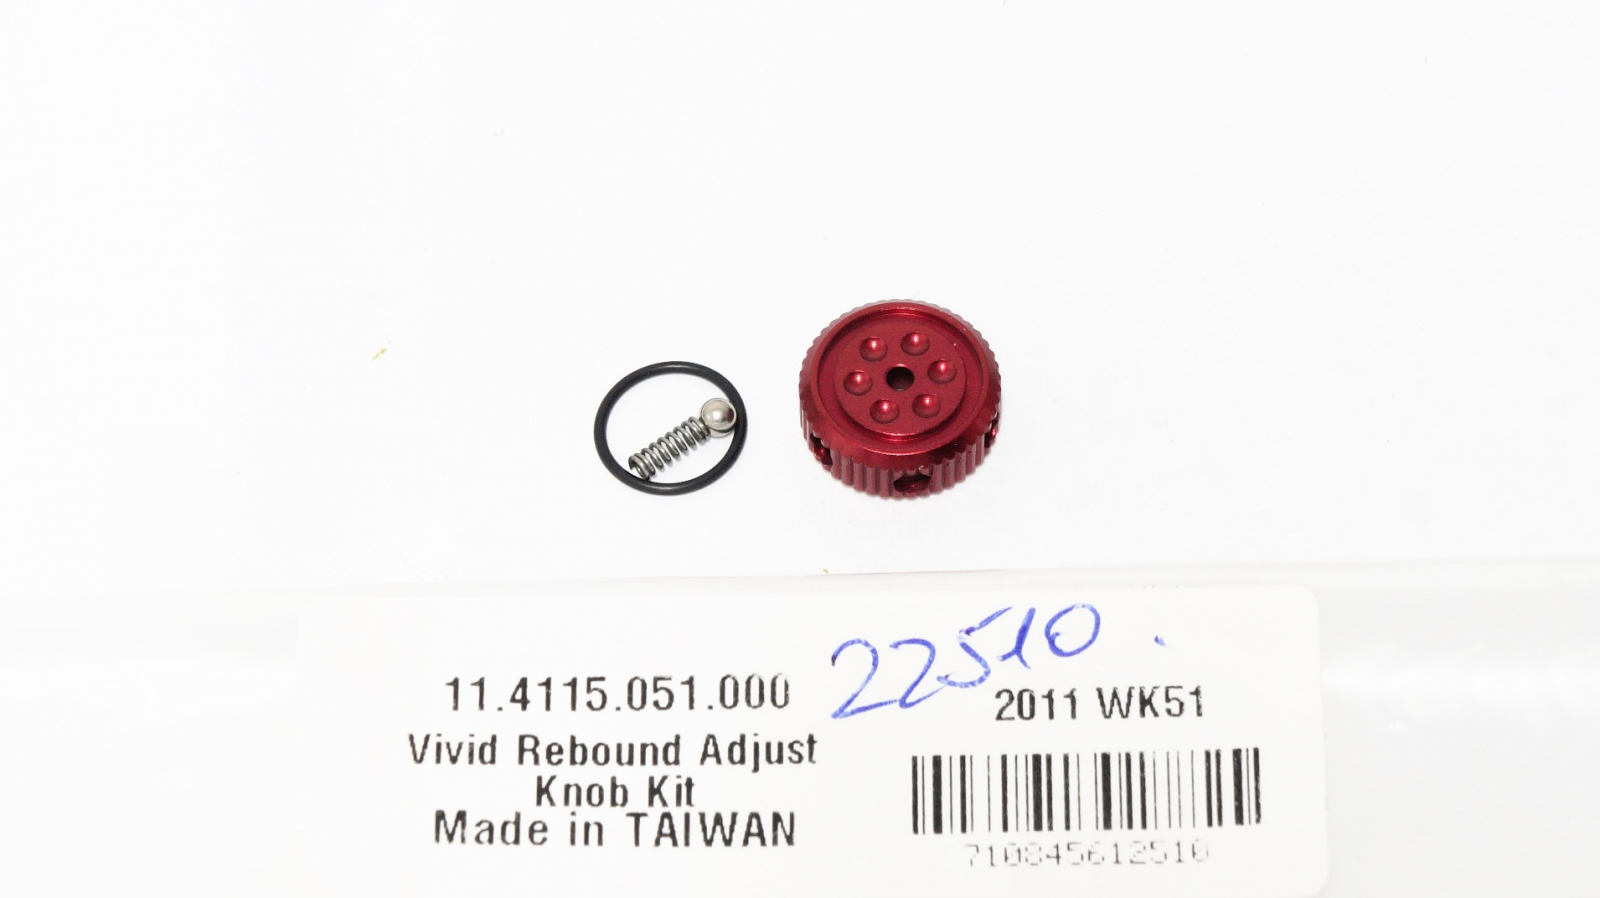 22510
11.4115.051.000
2011 WK51
Vivid Rebound Adjust
Knob Kit
Made in TAIWAN
710845612510